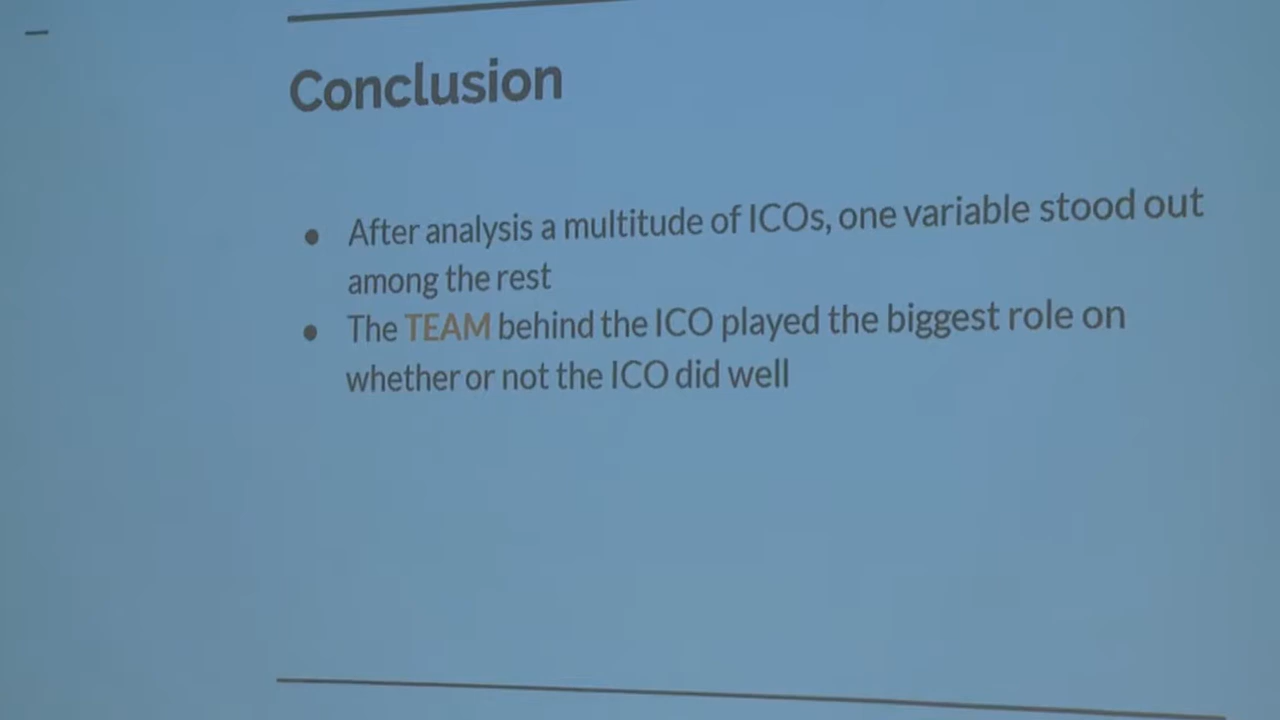 Conclusion
● After analysis a multitude of ICOs, one variable stood out
among the rest
● The TEAM behind the ICO played the biggest role on
whether or not the ICO did well